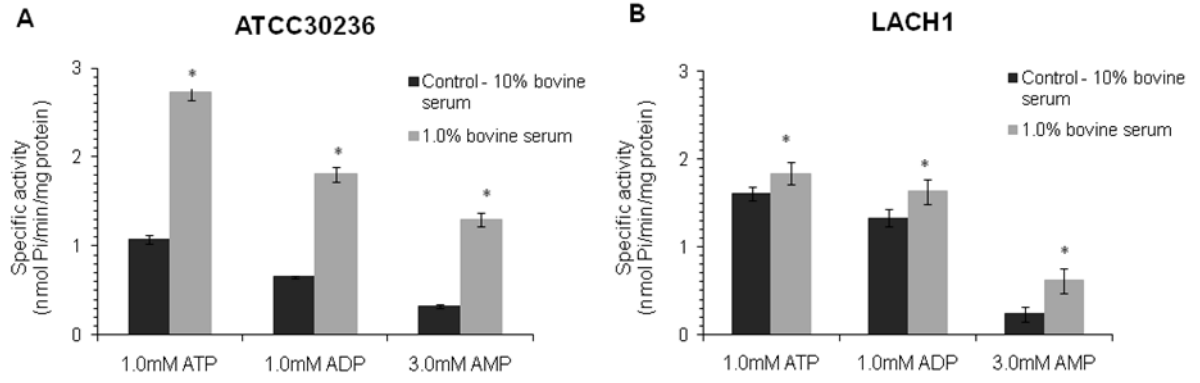 A
ATCC30236
Specific activity
(nmol Pi/min/mg protein)
3
2
1
0
Control - 10% bovine
serum
1.0% bovine serum
*
*
*
1.0mM ATP
1.0mM ADP
3.0mM AMP
B
LACH1
Specific activity
(nmol Pi/min/mg protein)
3
2
1
0
Control - 10% bovine
serum
1.0% bovine serum
*
*
*
1.0mM ATP
1.0mM ADP
3.0mM AMP